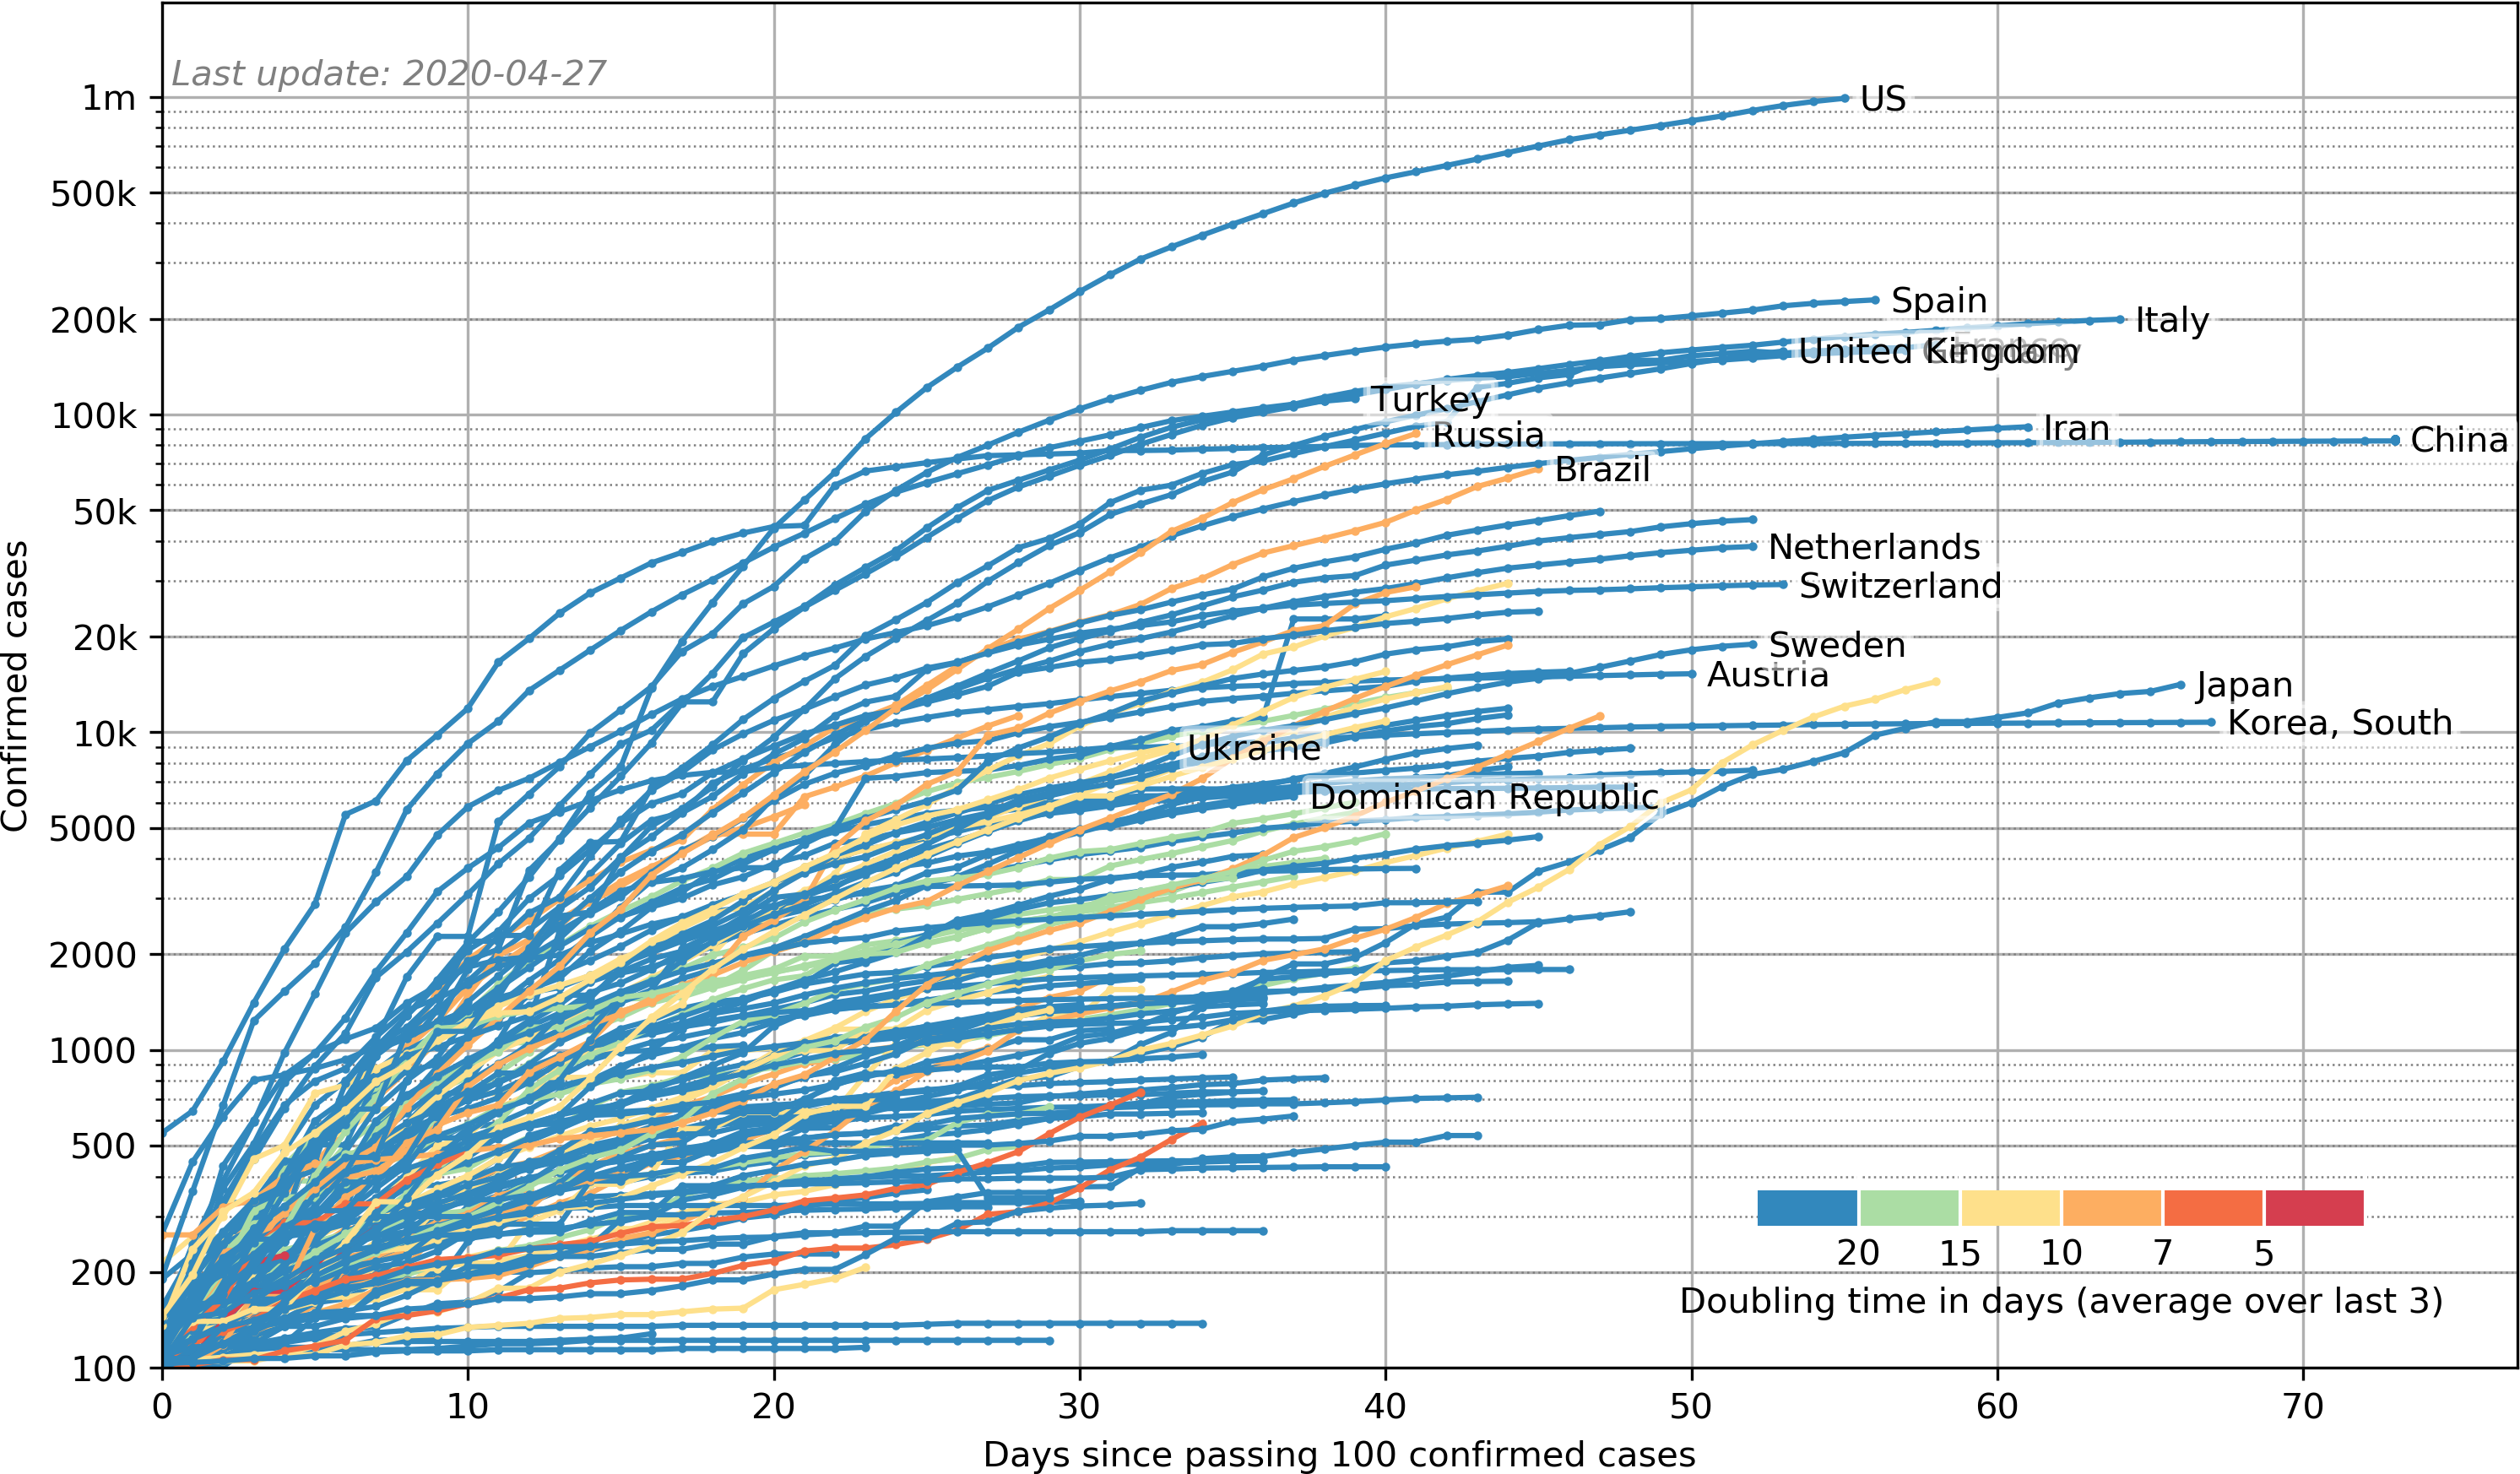 Last update: 2020-04-27
1m
500k
200k
100k
50k
20k
10k
5000
2000
1000
500
200
100
Confirmed cases
US
Spain
Italy
United Kingdom
Germany
Turkey
Russia
Iran
China
Brazil
Netherlands
Switzerland
Sweden
Austria
Japan
Korea, South
Ukraine
Dominican Republic
20 15 10 7 5
Doubling time in days (average over last 3)
0 10 20 30 40 50 60 70
Days since passing 100 confirmed cases